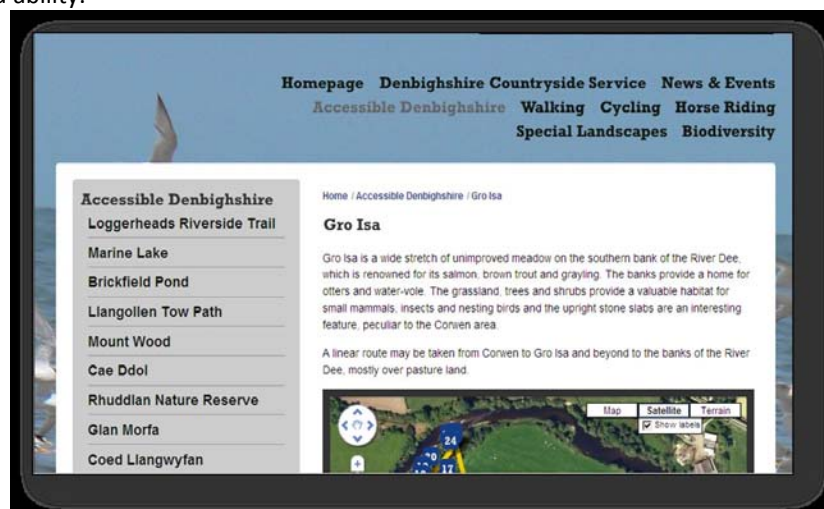 Homepage Denbighshire Countryside Service News & Events
Accessible Denbighshire Walking Cycling Horse Riding
Special Landscapes Biodiversity
Accessible Denbighshire
Loggerheads Riverside Trail
Marine Lake
Brickfield Pond
Llangollen Tow Path
Mount Wood
Cae Ddol
Rhuddlan Nature Reserve
Glan Morfa
Coed Llangwyfan
Home / Accessible Denbighshire / Gro Isa
Gro Isa
Gro Isa is a wide stretch of unimproved meadow on the southern bank of the River Dee,
which is renowned for its salmon, brown trout and grayling. The banks provide a home for
otters and water-vole. The grassland, trees and shrubs provide a valuable habitat for
small mammals, insects and nesting birds and the upright stone slabs are an interesting
feature, peculiar to the Corwen area.
A linear route may be taken from Corwen to Gro Isa and beyond to the banks of the River
Dee, mostly over pasture land.
Map Satellite Terrain
Show labels
24
20
17